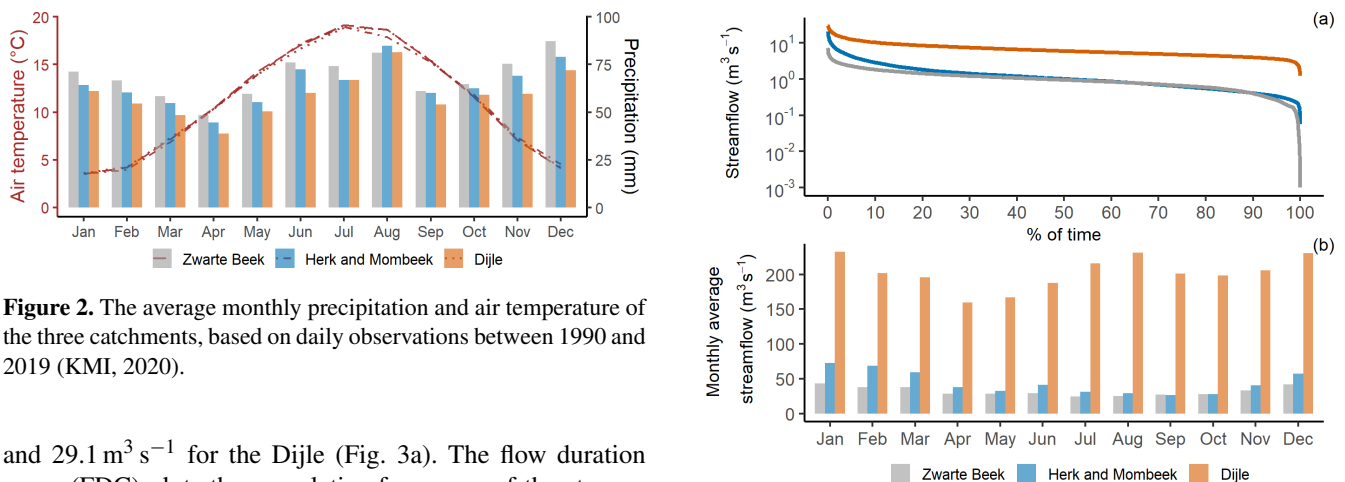 20
15
10
5
0
Air temperature (°C)
100
75
50
25
0
Precipitation (mm)
Jan Feb Mar Apr May Jun Jul Aug Sep Oct Nov Dec
Zwarte Beek Herk and Mombeek Dijle
Figure 2. The average monthly precipitation and air temperature of
the three catchments, based on daily observations between 1990 and
2019 (KMI, 2020).
and 29.1 m³ s⁻¹ for the Dijle (Fig. 3a). The flow duration
(a)
10¹
10⁰
10⁻¹
10⁻²
10⁻³
Streamflow (m³ s⁻¹)
0 10 20 30 40 50 60 70 80 90 100
% of time
(b)
200
150
100
50
0
Monthly average
streamflow (m³ s⁻¹)
Jan Feb Mar Apr May Jun Jul Aug Sep Oct Nov Dec
Zwarte Beek Herk and Mombeek Dijle